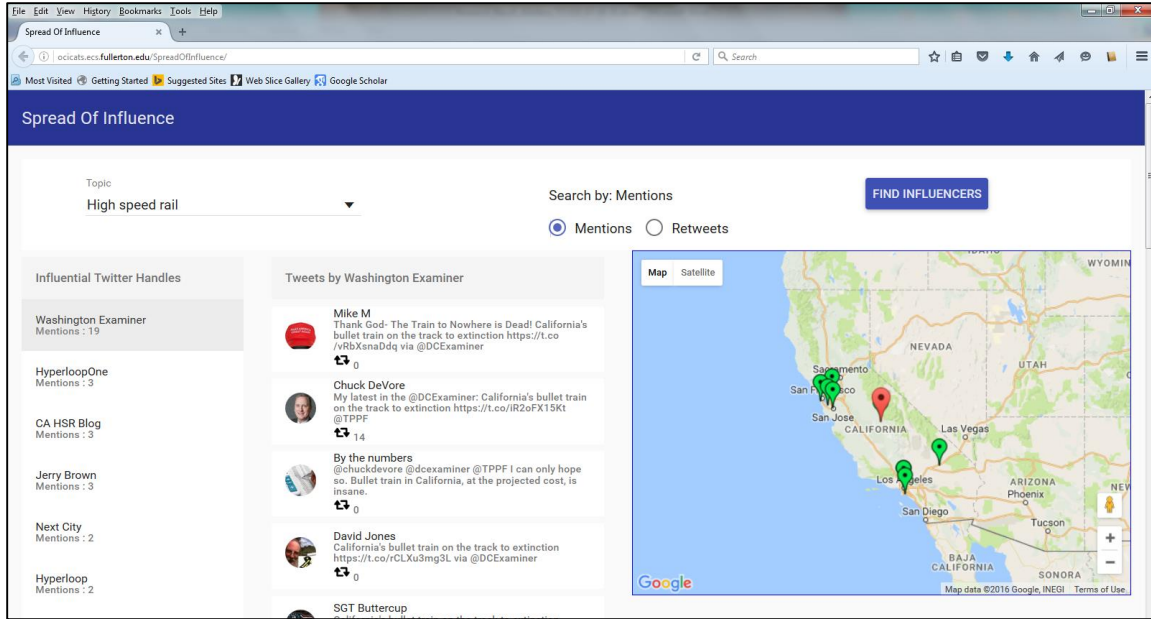 File Edit View History Bookmarks Tools Help
Spread Of Influence × +
ocicats.ecs.fullerton.edu/SpreadOfInfluence/
Search
Most Visited Getting Started Suggested Sites Web Slice Gallery Google Scholar
Spread Of Influence
Topic
High speed rail
Search by: Mentions
Mentions Retweets
FIND INFLUENCERS
Influential Twitter Handles
Washington Examiner
Mentions : 19
HyperloopOne
Mentions : 3
CA HSR Blog
Mentions : 3
Jerry Brown
Mentions : 3
Next City
Mentions : 2
Hyperloop
Mentions : 2
Tweets by Washington Examiner
Mike M
Thank God- The Train to Nowhere is Dead! California's
bullet train on the track to extinction https://t.co
/vRbXsnaDdq via @DCExaminer
0
Chuck DeVore
My latest in the @DCExaminer: California's bullet train
on the track to extinction https://t.co/iR2oFX15Kt
@TPPF
14
By the numbers
@chuckdevore @dcexaminer @TPPF I can only hope
so. Bullet train in California, at the projected cost, is
insane.
0
David Jones
California's bullet train on the track to extinction
https://t.co/rCLXu3mg3L via @DCExaminer
0
SGT Buttercup
Map Satellite
WYOMIN
NEVADA
UTAH
Sacramento
San Francisco
San Jose
CALIFORNIA
Las Vegas
Los Angeles
ARIZONA
NEW
Phoenix
San Diego
Tucson
BAJA
CALIFORNIA
SONORA
+
−
Google
Map data ©2016 Google, INEGI Terms of Use